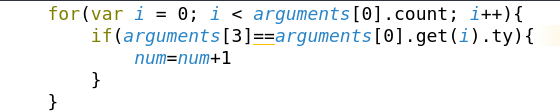 for(var i = 0; i < arguments[0].count; i++){
if(arguments[3]==arguments[0].get(i).ty){
num=num+1
}
}